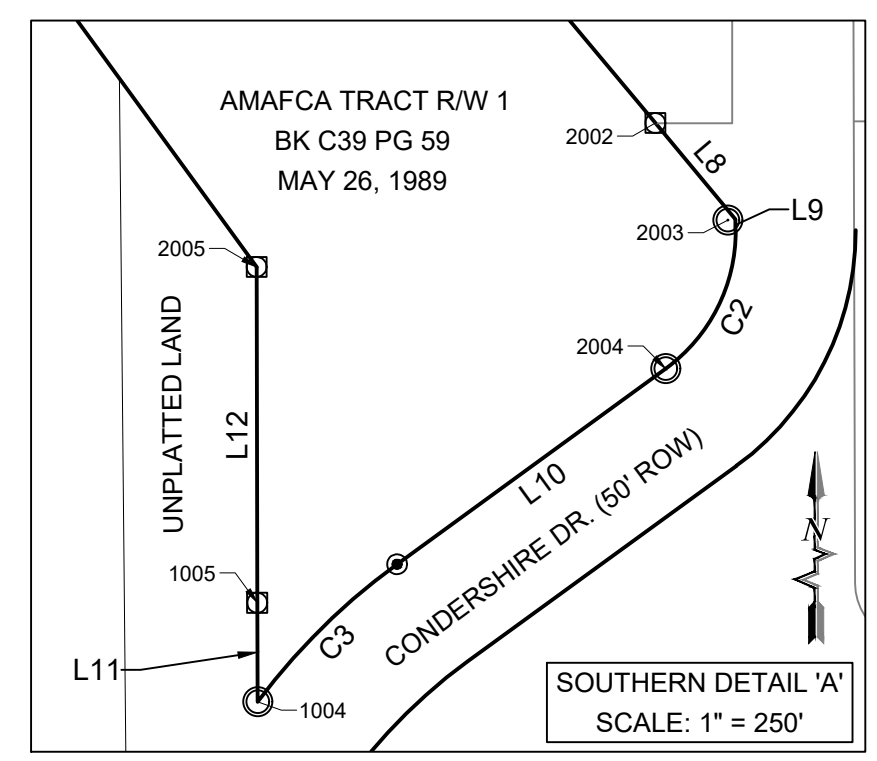 AMAFCA TRACT R/W 1
BK C39 PG 59
MAY 26, 1989
2002
L8
2003
L9
2005
C2
2004
UNPLATTED LAND
L12
L10
CONDERSHIRE DR. (50' ROW)
N
1005
C3
L11
1004
SOUTHERN DETAIL 'A'
SCALE: 1" = 250'